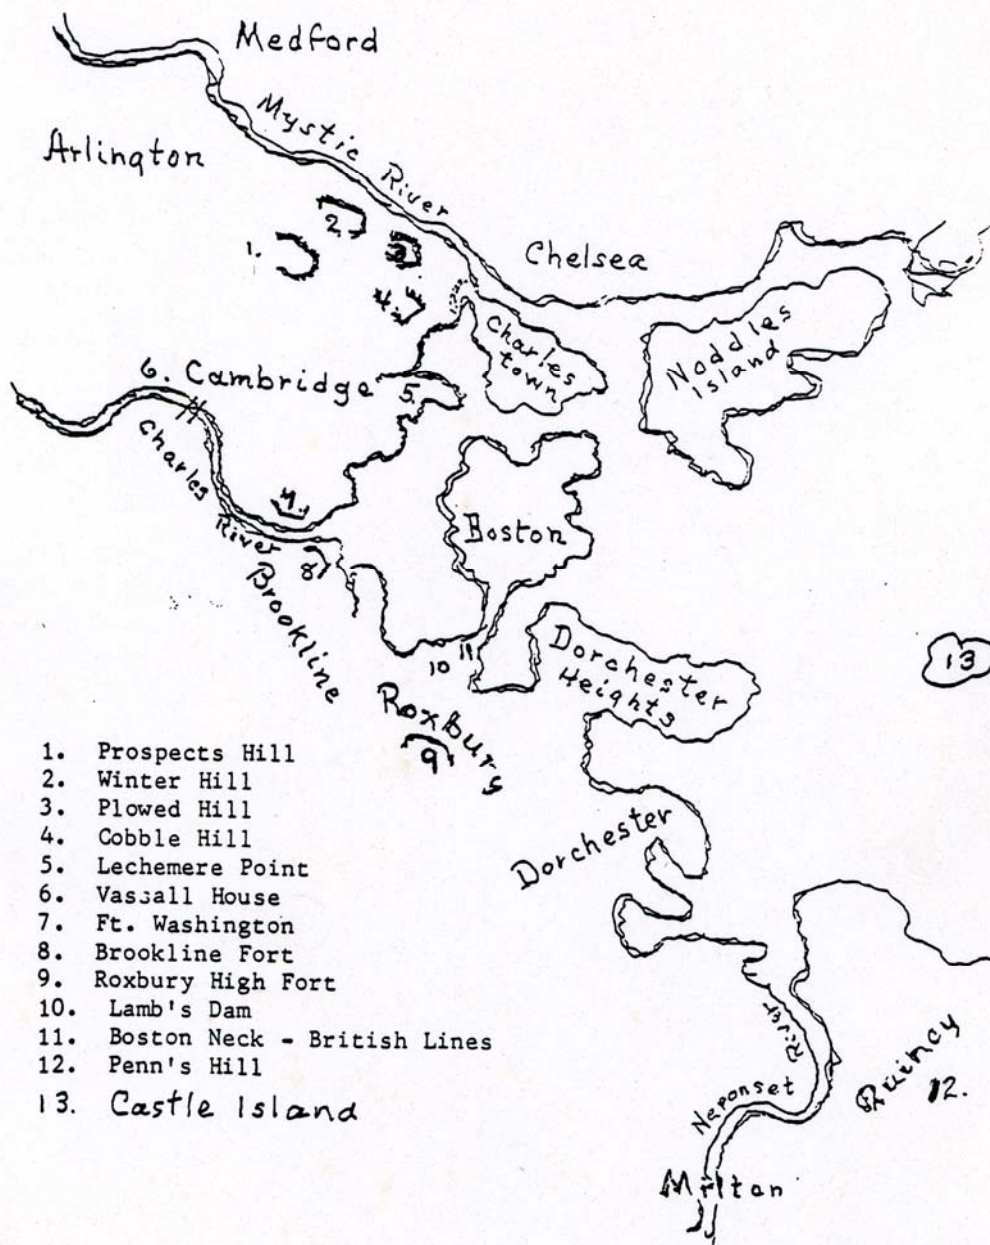 Medford
Mystic River
Arlington
2.
1.
3
4.
Chelsea
Charles
town
Noddles
Island
6. Cambridge
5.
Charles
River
7.
Boston
8
Brookline
10
11
Dorchester
Heights
13
Roxbury
9
1. Prospects Hill
2. Winter Hill
3. Plowed Hill
4. Cobble Hill
5. Lechemere Point
6. Vassall House
7. Ft. Washington
8. Brookline Fort
9. Roxbury High Fort
10. Lamb's Dam
11. Boston Neck - British Lines
12. Penn's Hill
13. Castle Island
Dorchester
Neponset River
Quincy
12.
Milton